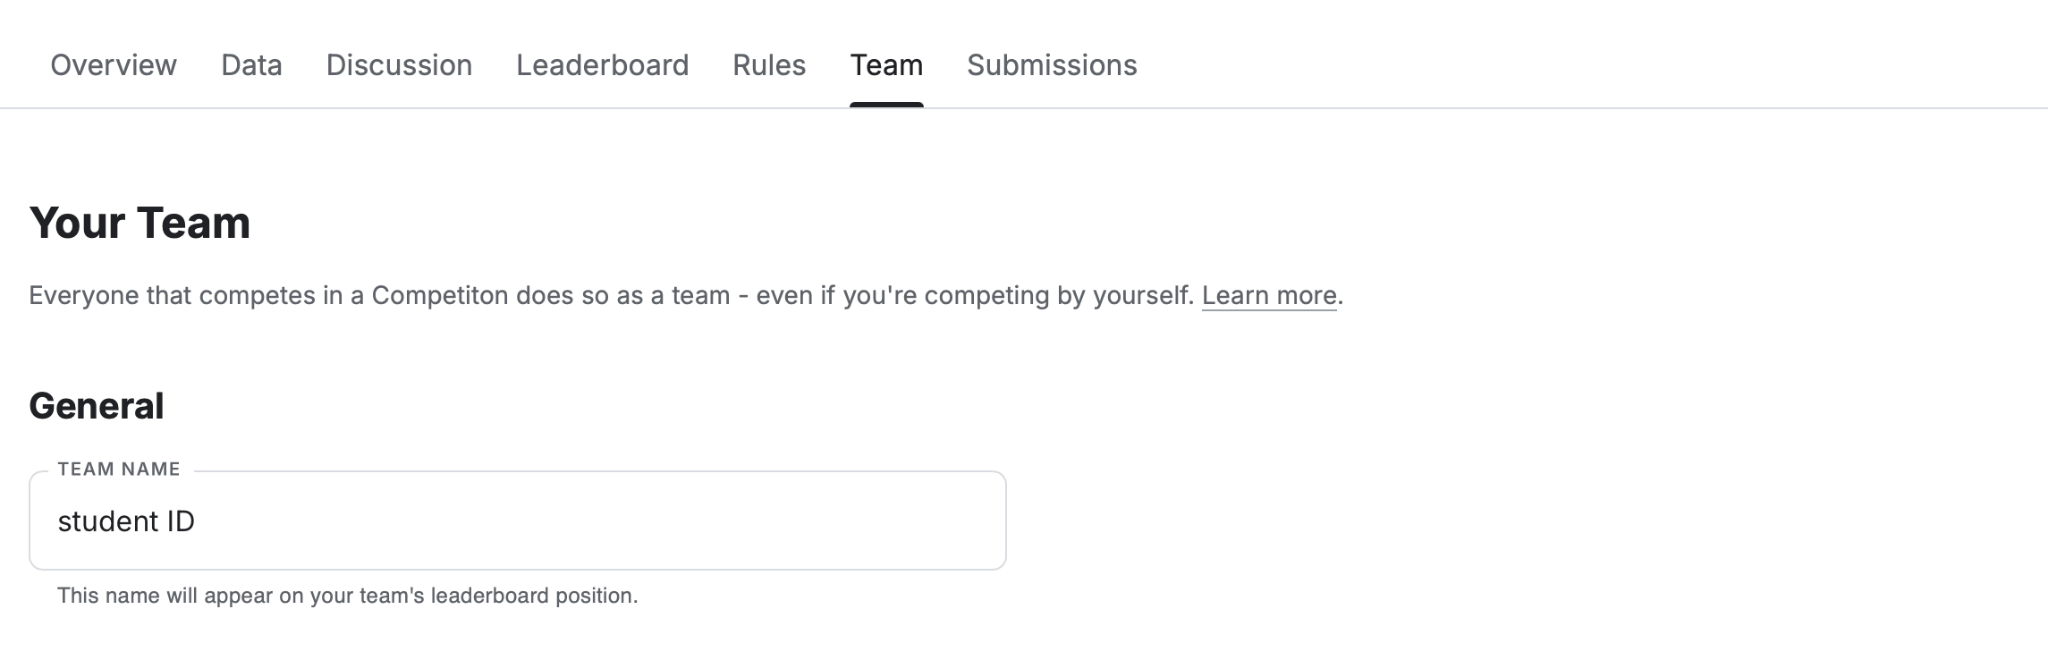 Overview Data Discussion Leaderboard Rules Team Submissions
Your Team
Everyone that competes in a Competiton does so as a team - even if you're competing by yourself. Learn more.
General
TEAM NAME
student ID
This name will appear on your team's leaderboard position.